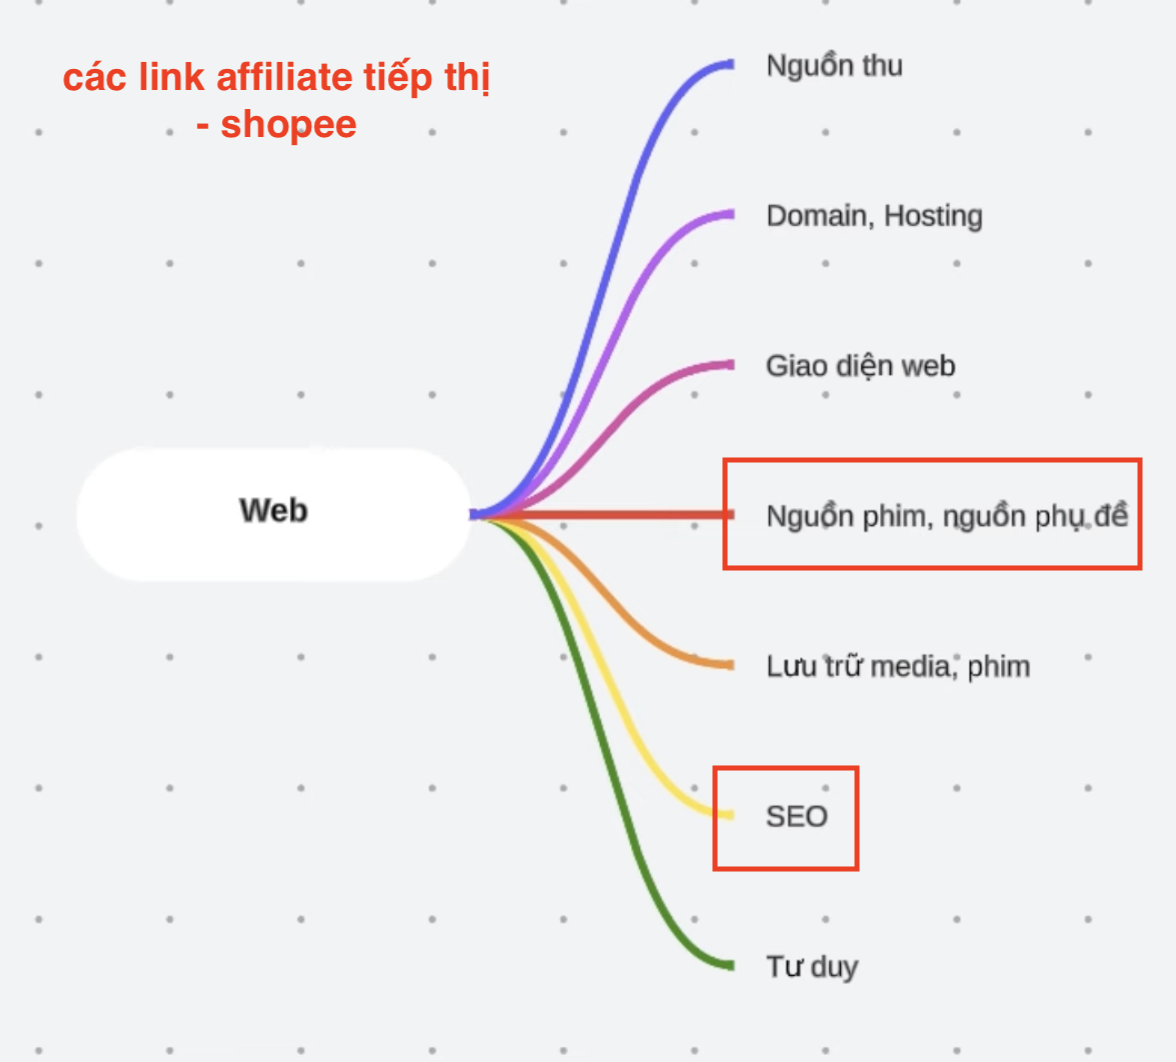 các link affiliate tiếp thị
- shopee
Nguồn thu
Domain, Hosting
Giao diện web
Web
Nguồn phim, nguồn phụ đề
Lưu trữ media, phim
SEO
Tư duy